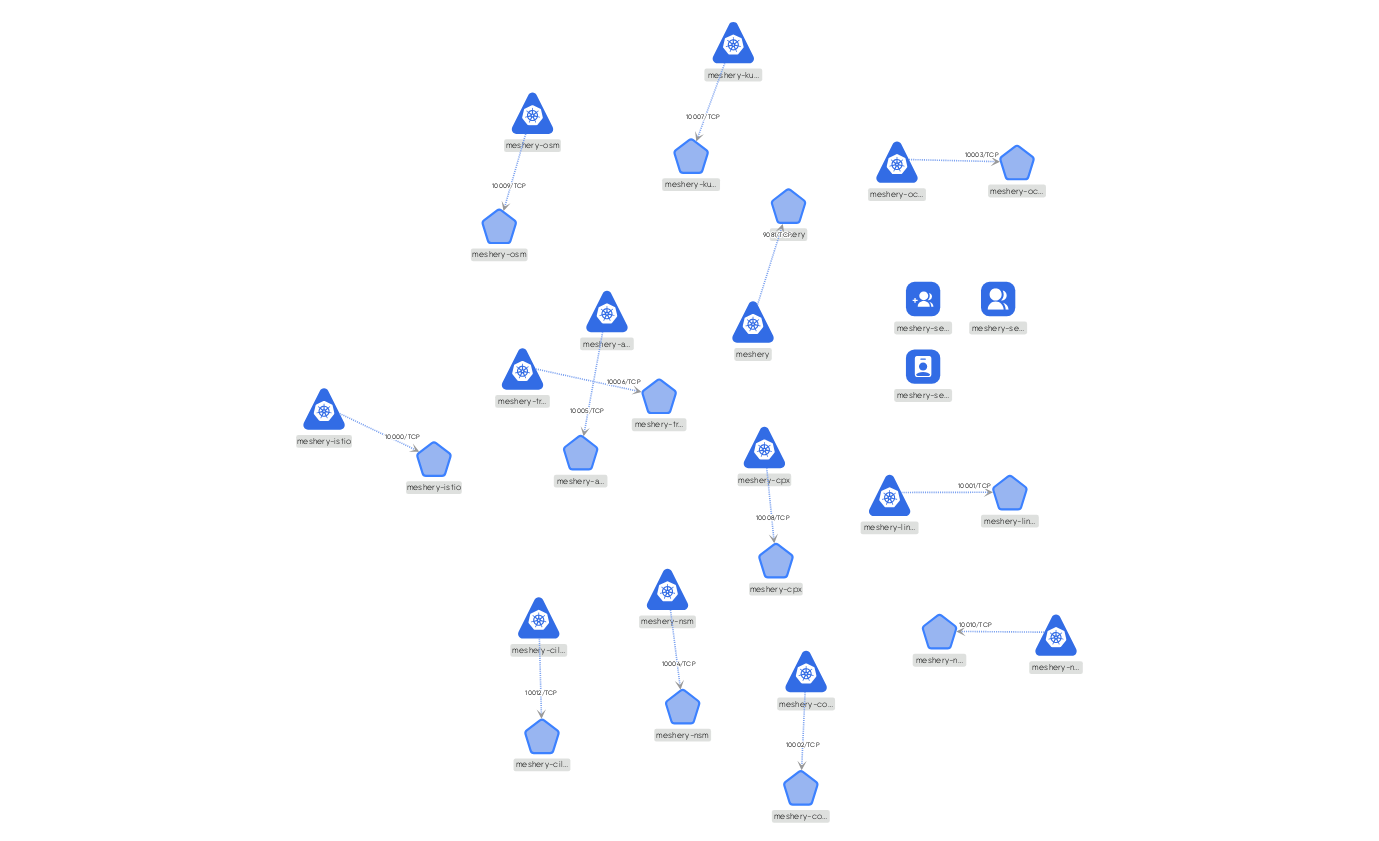 meshery-ku...
10007/TCP
meshery-ku...
meshery-osm
10009/TCP
meshery-osm
10003/TCP
meshery-oc...
meshery-oc...
9081/TCP
meshery
meshery-se...
meshery-se...
meshery-se...
meshery-a...
10005/TCP
meshery-a...
10006/TCP
meshery-tr...
meshery-tr...
meshery-istio
10000/TCP
meshery-istio
meshery-cpx
10008/TCP
meshery-cpx
10001/TCP
meshery-lin...
meshery-lin...
meshery-nsm
10004/TCP
meshery-nsm
meshery-cil...
10012/TCP
meshery-cil...
10010/TCP
meshery-n...
meshery-n...
meshery-co...
10002/TCP
meshery-co...